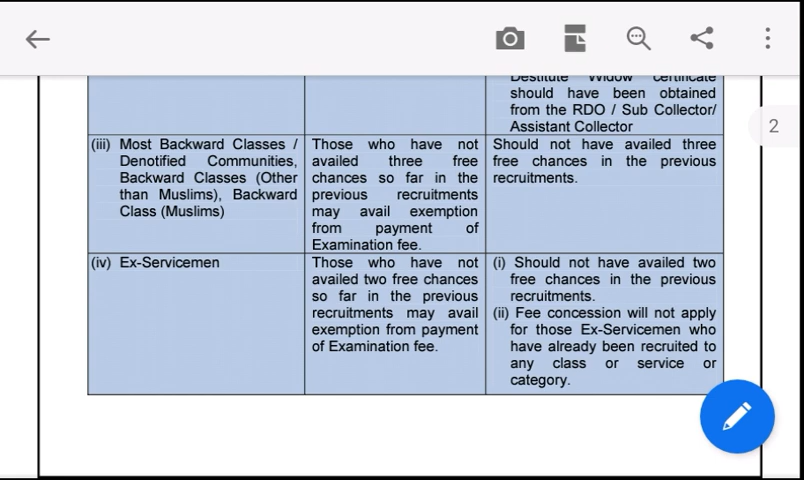 Destitute Widow certificate
should have been obtained
from the RDO / Sub Collector/
Assistant Collector
2
(iii) Most Backward Classes /
Denotified Communities,
Backward Classes (Other
than Muslims), Backward
Class (Muslims)
Those who have not
availed three free
chances so far in the
previous recruitments
may avail exemption
from payment of
Examination fee.
Should not have availed three
free chances in the previous
recruitments.
(iv) Ex-Servicemen
Those who have not
availed two free chances
so far in the previous
recruitments may avail
exemption from payment
of Examination fee.
(i) Should not have availed two
free chances in the previous
recruitments.
(ii) Fee concession will not apply
for those Ex-Servicemen who
have already been recruited to
any class or service or
category.